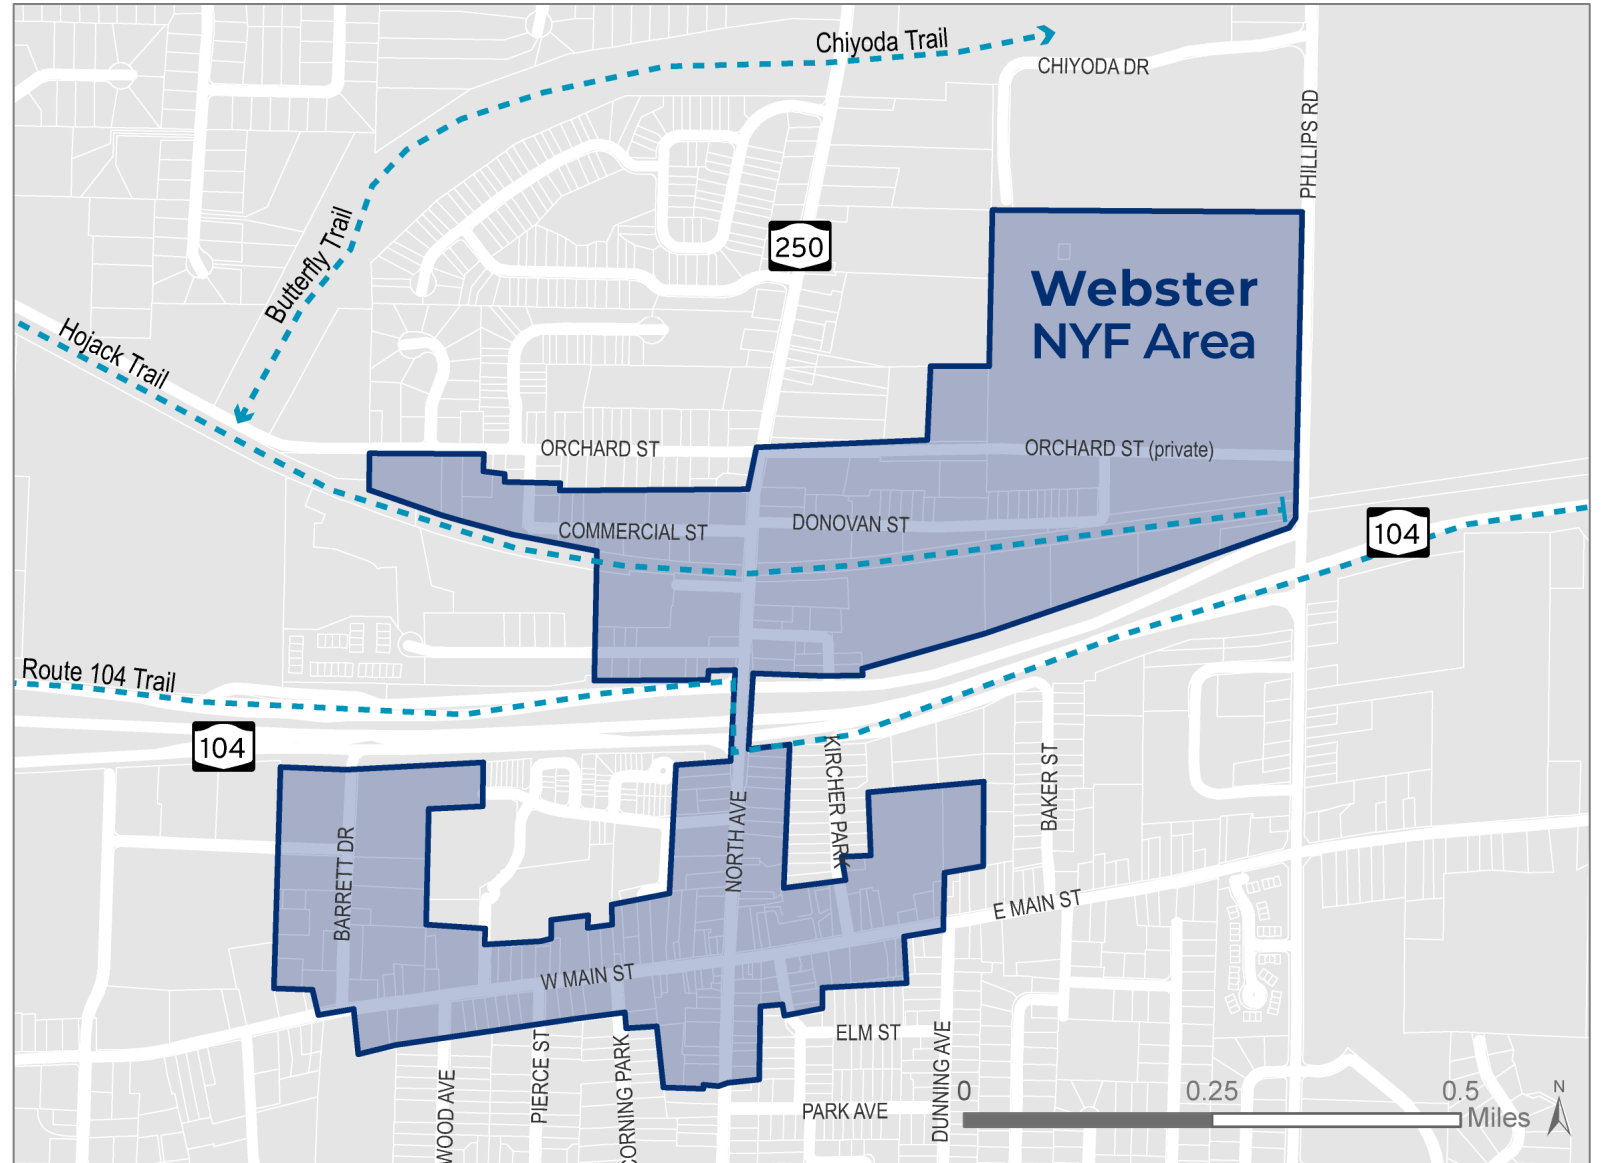 Chiyoda Trail
CHIYODA DR
PHILLIPS RD
Butterfly Trail
250
Webster
NYF Area
Hojack Trail
ORCHARD ST
ORCHARD ST (private)
COMMERCIAL ST
DONOVAN ST
104
Route 104 Trail
104
KIRCHER PARK
BAKER ST
NORTH AVE
BARRETT DR
E MAIN ST
W MAIN ST
ELM ST
PIERCE ST
CORNING PARK
DUNNING AVE
WOOD AVE
PARK AVE
0 0.25 0.5
Miles
N